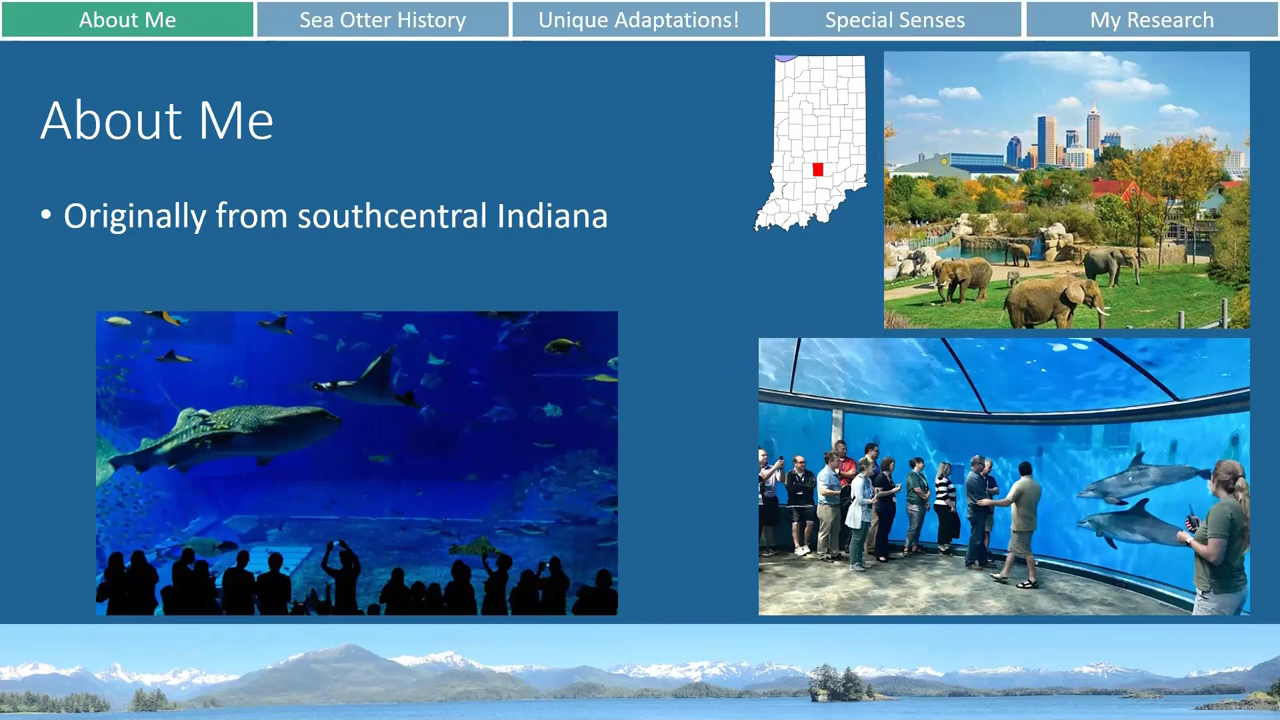 About Me
Sea Otter History
Unique Adaptations!
Special Senses
My Research
About Me
• Originally from southcentral Indiana